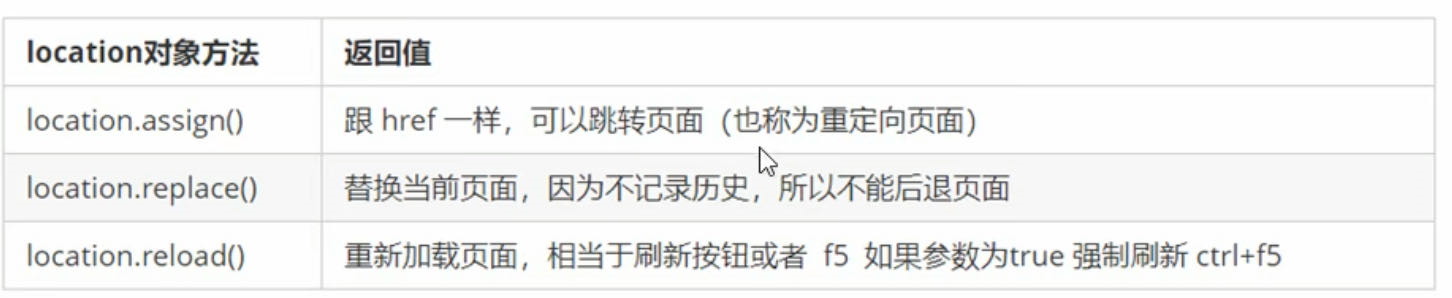 location对象方法 返回值
location.assign() 跟 href 一样，可以跳转页面（也称为重定向页面）
location.replace() 替换当前页面，因为不记录历史，所以不能后退页面
location.reload() 重新加载页面，相当于刷新按钮或者 f5 如果参数为true 强制刷新 ctrl+f5